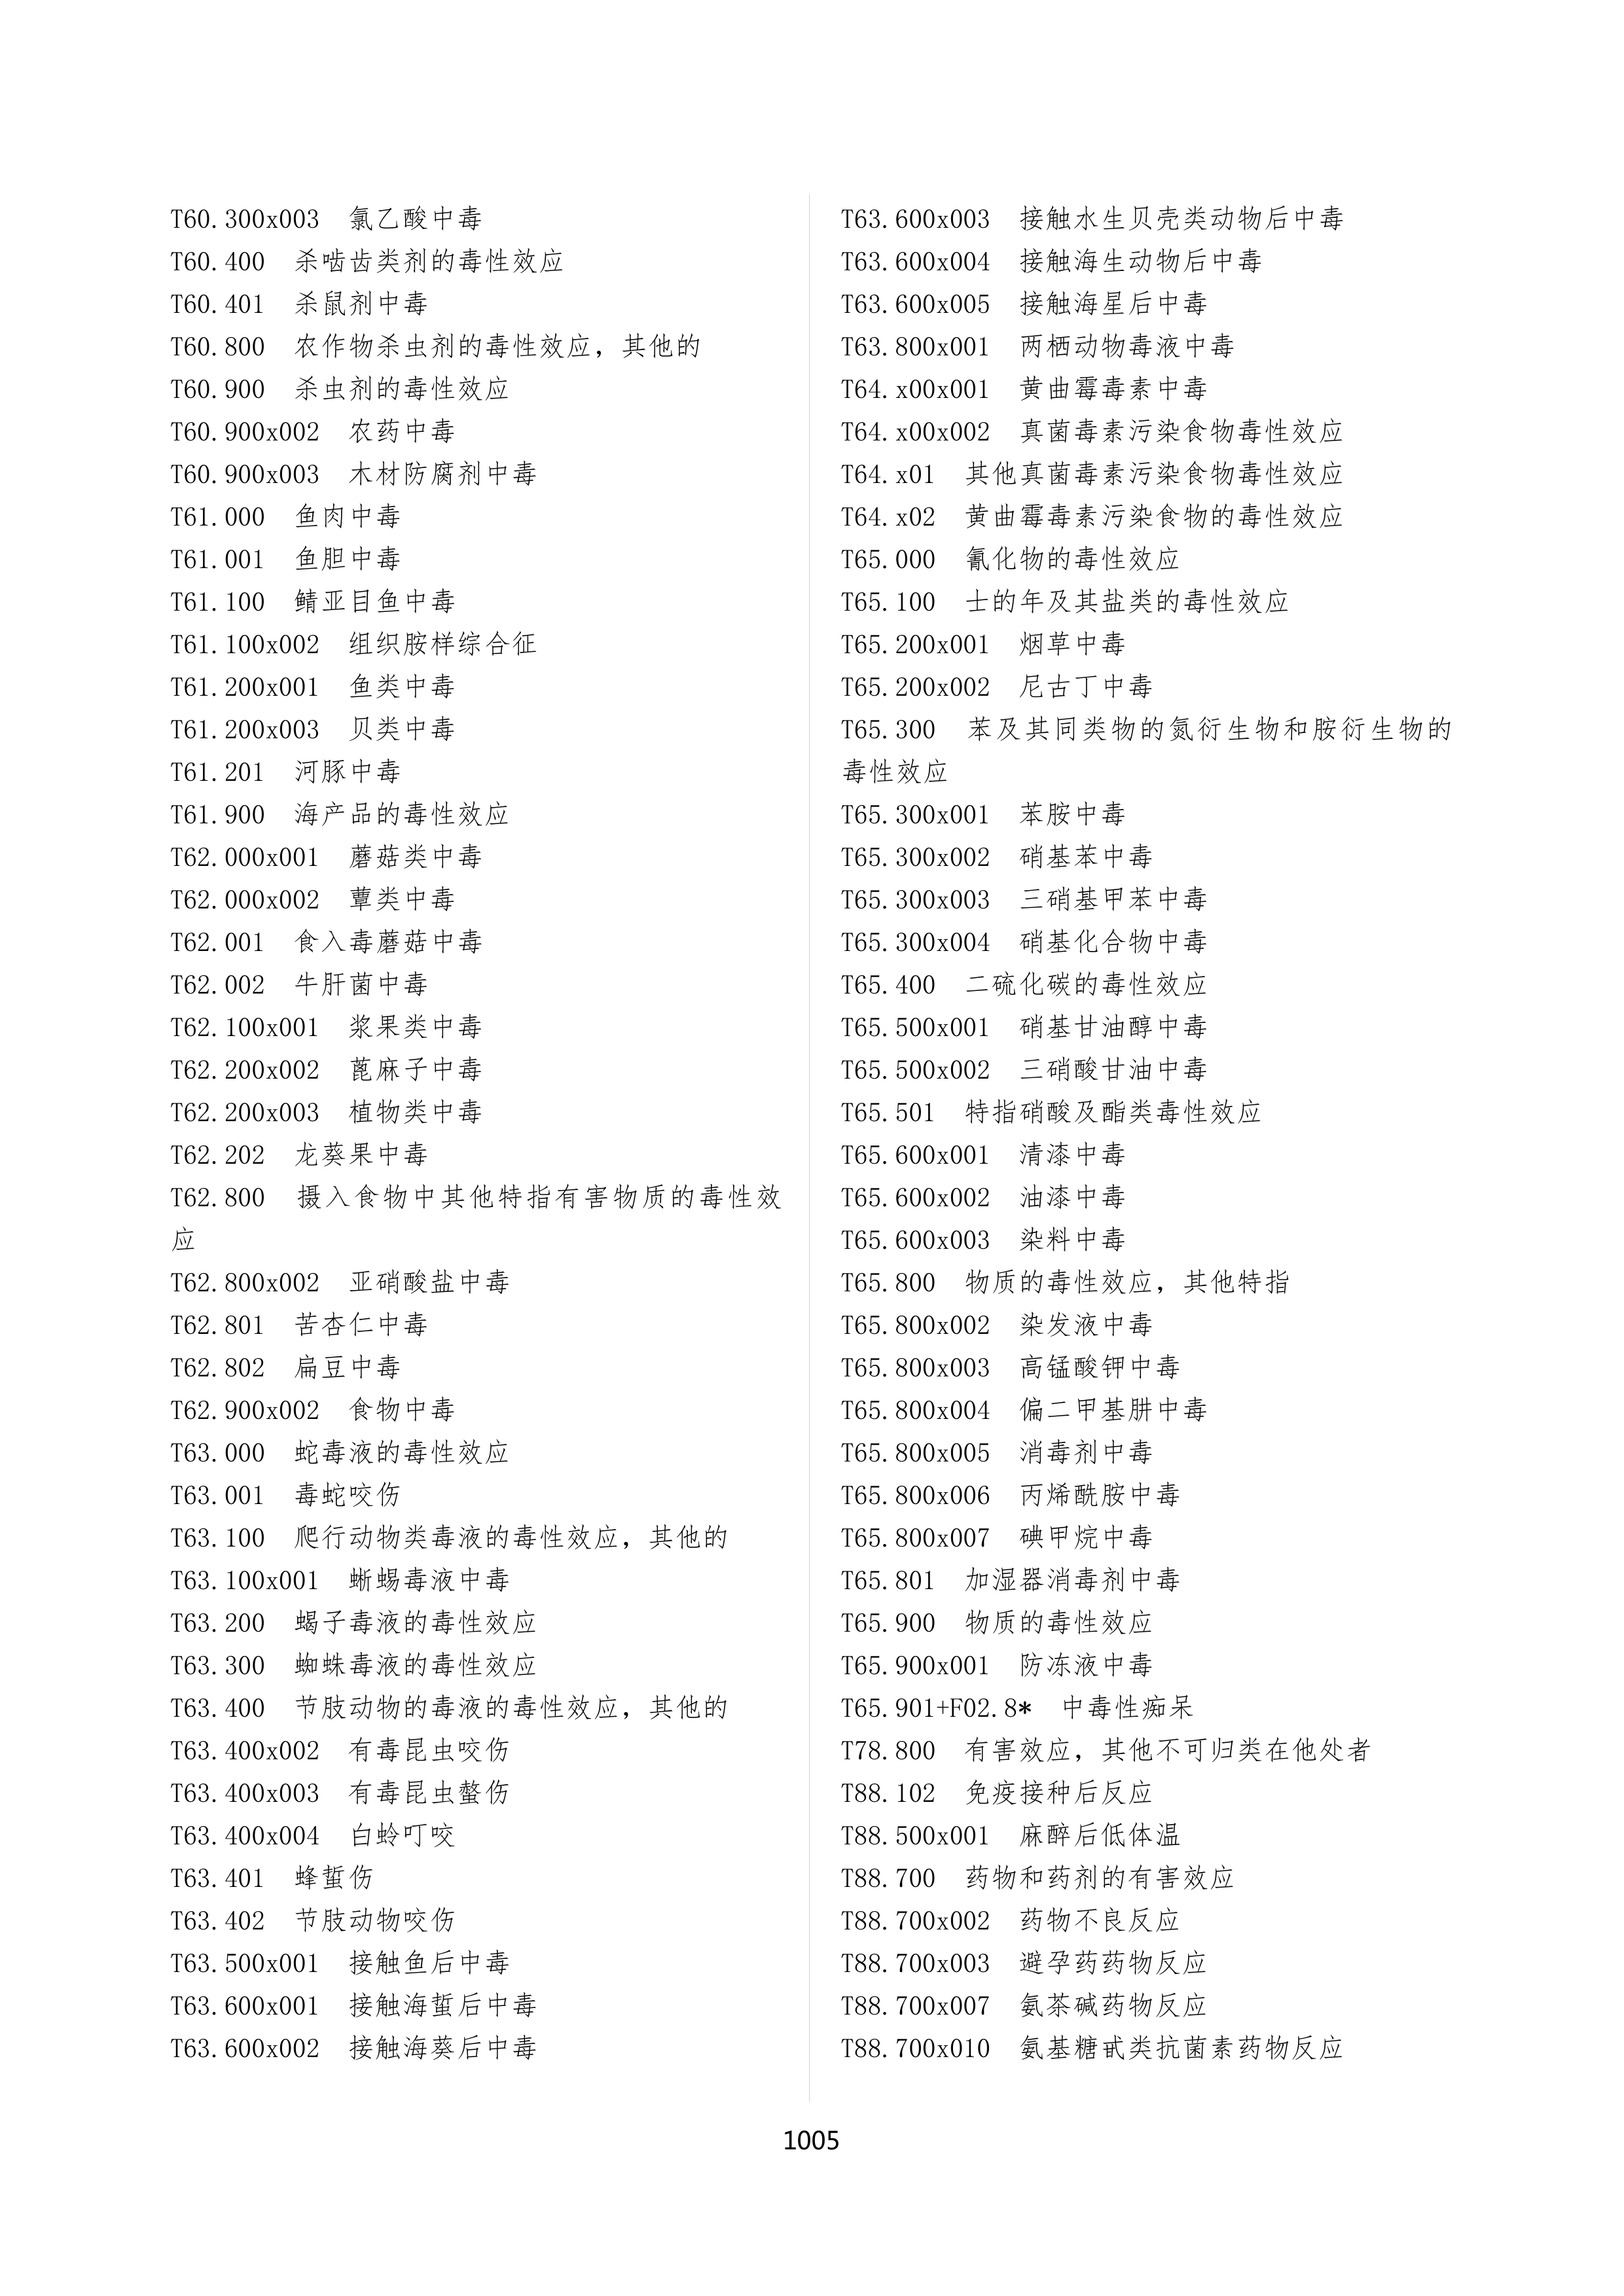 T60.300x003 氯乙酸中毒
T60.400 杀啮齿类剂的毒性效应
T60.401 杀鼠剂中毒
T60.800 农作物杀虫剂的毒性效应，其他的
T60.900 杀虫剂的毒性效应
T60.900x002 农药中毒
T60.900x003 木材防腐剂中毒
T61.000 鱼肉中毒
T61.001 鱼胆中毒
T61.100 鲭亚目鱼中毒
T61.100x002 组织胺样综合征
T61.200x001 鱼类中毒
T61.200x003 贝类中毒
T61.201 河豚中毒
T61.900 海产品的毒性效应
T62.000x001 蘑菇类中毒
T62.000x002 蕈类中毒
T62.001 食入毒蘑菇中毒
T62.002 牛肝菌中毒
T62.100x001 浆果类中毒
T62.200x002 蓖麻子中毒
T62.200x003 植物类中毒
T62.202 龙葵果中毒
T62.800 摄入食物中其他特指有害物质的毒性效
应
T62.800x002 亚硝酸盐中毒
T62.801 苦杏仁中毒
T62.802 扁豆中毒
T62.900x002 食物中毒
T63.000 蛇毒液的毒性效应
T63.001 毒蛇咬伤
T63.100 爬行动物类毒液的毒性效应，其他的
T63.100x001 蜥蜴毒液中毒
T63.200 蝎子毒液的毒性效应
T63.300 蜘蛛毒液的毒性效应
T63.400 节肢动物的毒液的毒性效应，其他的
T63.400x002 有毒昆虫咬伤
T63.400x003 有毒昆虫螫伤
T63.400x004 白蛉叮咬
T63.401 蜂蜇伤
T63.402 节肢动物咬伤
T63.500x001 接触鱼后中毒
T63.600x001 接触海蜇后中毒
T63.600x002 接触海葵后中毒
T63.600x003 接触水生贝壳类动物后中毒
T63.600x004 接触海生动物后中毒
T63.600x005 接触海星后中毒
T63.800x001 两栖动物毒液中毒
T64.x00x001 黄曲霉毒素中毒
T64.x00x002 真菌毒素污染食物毒性效应
T64.x01 其他真菌毒素污染食物毒性效应
T64.x02 黄曲霉毒素污染食物的毒性效应
T65.000 氰化物的毒性效应
T65.100 士的年及其盐类的毒性效应
T65.200x001 烟草中毒
T65.200x002 尼古丁中毒
T65.300 苯及其同类物的氮衍生物和胺衍生物的
毒性效应
T65.300x001 苯胺中毒
T65.300x002 硝基苯中毒
T65.300x003 三硝基甲苯中毒
T65.300x004 硝基化合物中毒
T65.400 二硫化碳的毒性效应
T65.500x001 硝基甘油醇中毒
T65.500x002 三硝酸甘油中毒
T65.501 特指硝酸及酯类毒性效应
T65.600x001 清漆中毒
T65.600x002 油漆中毒
T65.600x003 染料中毒
T65.800 物质的毒性效应，其他特指
T65.800x002 染发液中毒
T65.800x003 高锰酸钾中毒
T65.800x004 偏二甲基肼中毒
T65.800x005 消毒剂中毒
T65.800x006 丙烯酰胺中毒
T65.800x007 碘甲烷中毒
T65.801 加湿器消毒剂中毒
T65.900 物质的毒性效应
T65.900x001 防冻液中毒
T65.901+F02.8* 中毒性痴呆
T78.800 有害效应，其他不可归类在他处者
T88.102 免疫接种后反应
T88.500x001 麻醉后低体温
T88.700 药物和药剂的有害效应
T88.700x002 药物不良反应
T88.700x003 避孕药药物反应
T88.700x007 氨茶碱药物反应
T88.700x010 氨基糖甙类抗菌素药物反应
1005